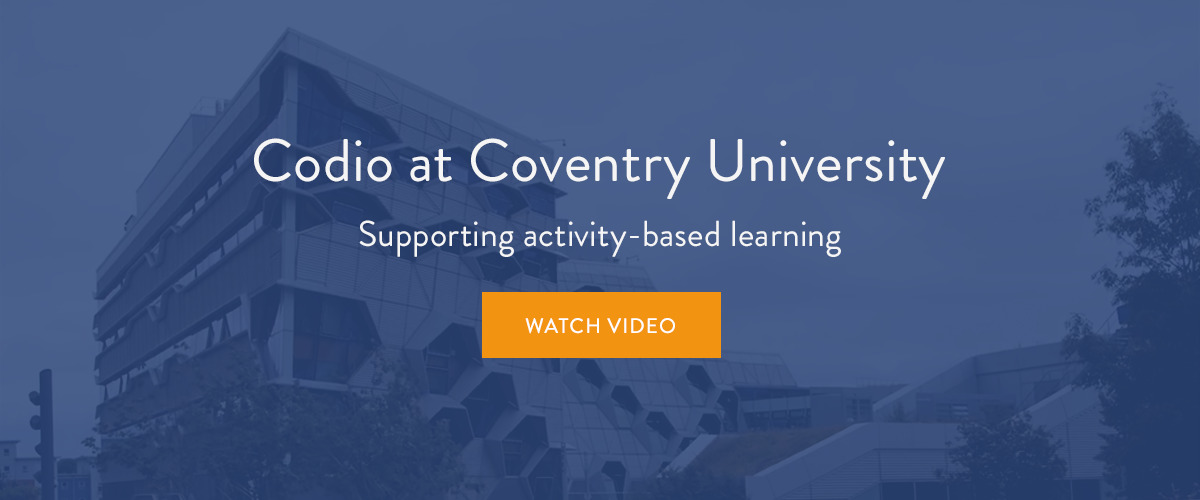 Codio at Coventry University
Supporting activity-based learning
WATCH VIDEO